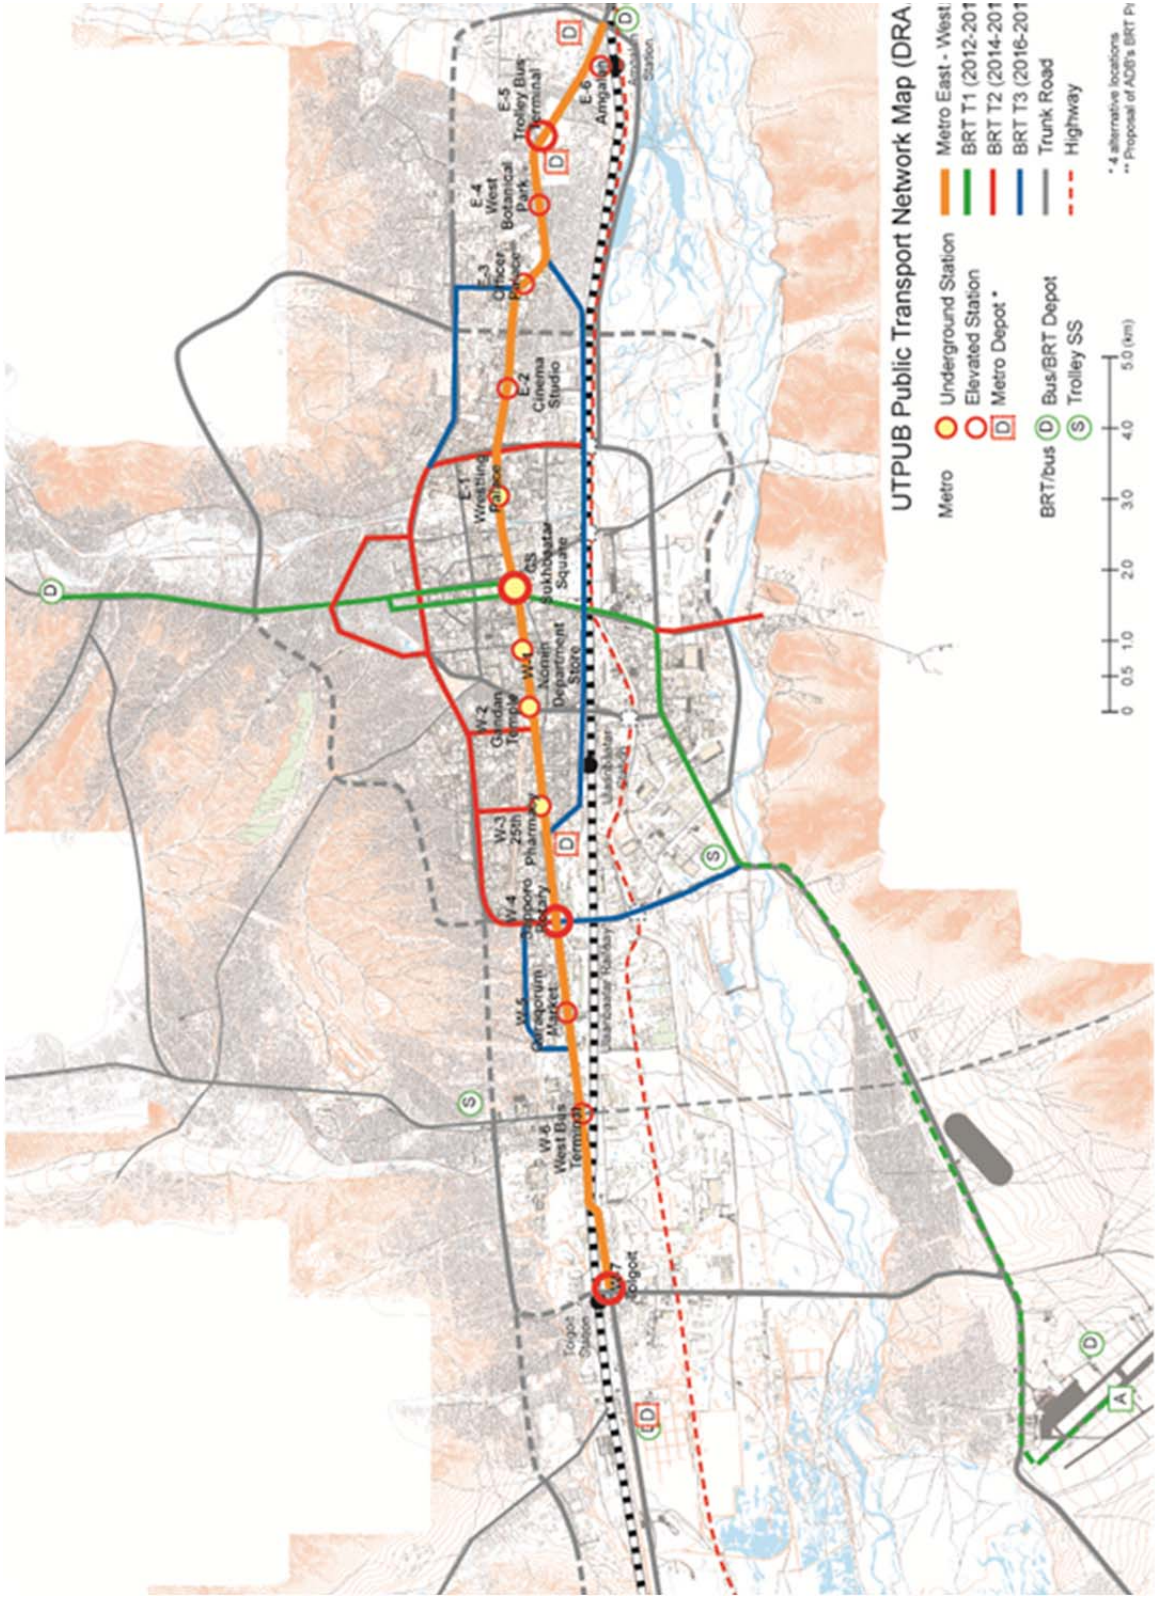 UTPUB Public Transport Network Map (DRA
Metro
Underground Station
Elevated Station
D Metro Depot *
BRT/bus
D Bus/BRT Depot
S Trolley SS
Metro East - West
BRT T1 (2012-201
BRT T2 (2014-201
BRT T3 (2016-201
Trunk Road
Highway
0 0.5 1.0 2.0 3.0 4.0 5.0 (km)
* 4 alternative locations
** Proposal of ADB's BRT Pr
Tolgoit
Station
Tolgoit
W-6
West Bus
Terminal
W-5
Market
W-4
W-3
25th
Pharmacy
W-2
Gandan
Temple
W-1
Nomin
Department
Store
CS
Sukhbaatar
Square
E-1
Wrestling
Palace
E-2
Cinema
Studio
E-3
Officer
Palace
E-4
West
Botanical
Park
E-5
Trolley Bus
Terminal
E-6
Amgalan
Amgalan
Station
Ulaanbaatar Railway
Ulaanbaatar
Station
D
D
D
D
D
S
S
D
D
A